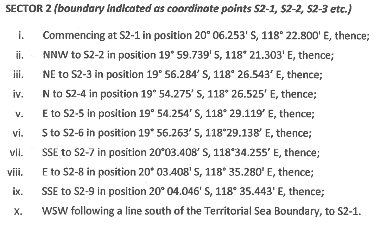 SECTOR 2 (boundary indicated as coordinate points S2-1, S2-2, S2-3 etc.)
i. Commencing at S2-1 in position 20° 06.253' S, 118° 22.800' E, thence;
ii. NNW to S2-2 in position 19° 59.739' S, 118° 21.303' E, thence;
iii. NE to S2-3 in position 19° 56.284' S, 118° 26.543' E, thence;
iv. N to S2-4 in position 19° 54.275' S, 118° 26.525' E, thence;
v. E to S2-5 in position 19° 54.254' S, 118° 29.119' E, thence;
vi. S to S2-6 in position 19° 56.263' S, 118°29.138' E, thence;
vii. SSE to S2-7 in position 20°03.408' S, 118°34.255' E, thence;
viii. E to S2-8 in position 20° 03.408' S, 118° 35.280' E, thence;
ix. SSE to S2-9 in position 20° 04.046' S, 118° 35.443' E, thence;
x. WSW following a line south of the Territorial Sea Boundary, to S2-1.